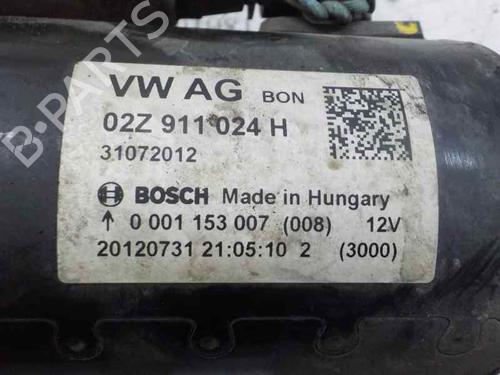 VW AG BON
02Z 911 024 H
31072012
BOSCH Made in Hungary
↑ 0 001 153 007 (008) 12V
20120731 21:05:10 2 (3000)
B-PARTS